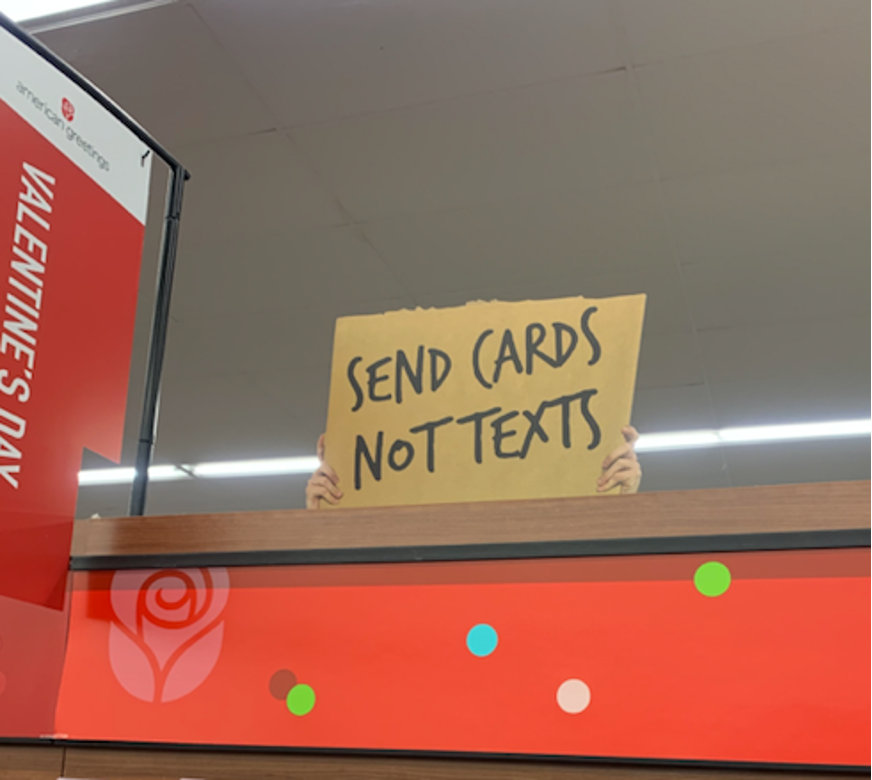 american greetings
VALENTINE'S DAY
SEND CARDS
NOT TEXTS